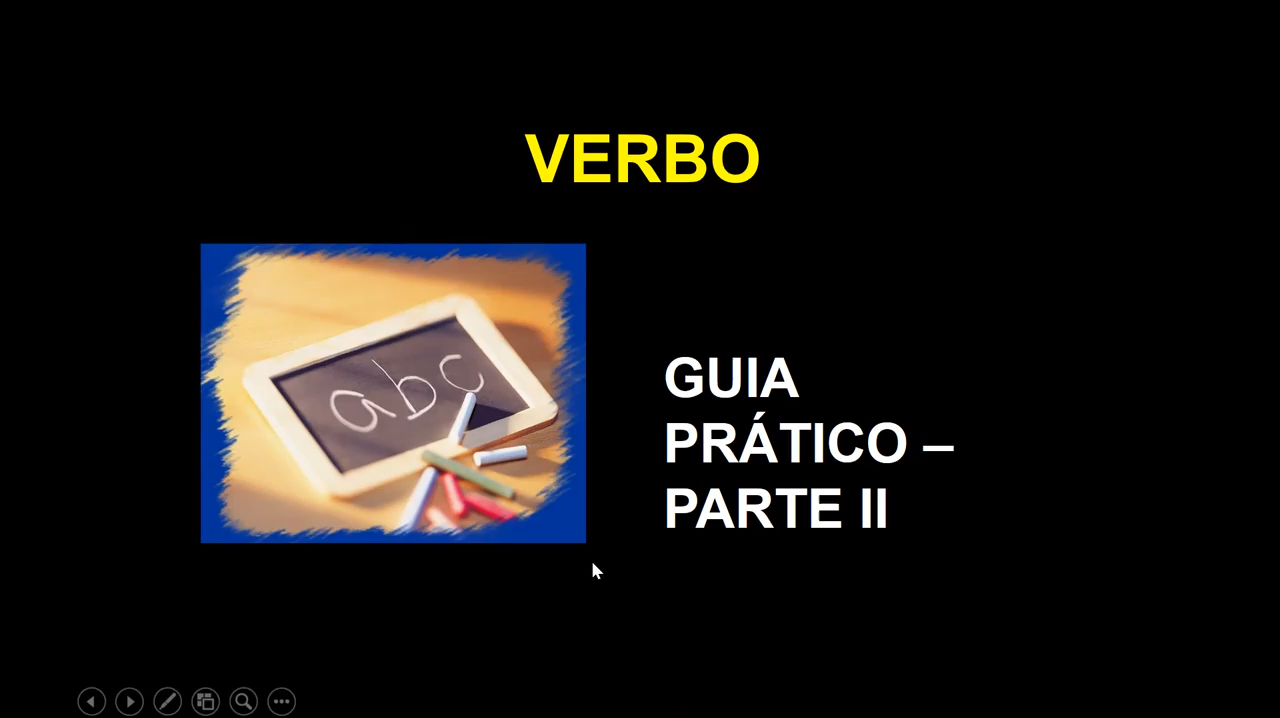 VERBO
abc
GUIA
PRÁTICO –
PARTE II